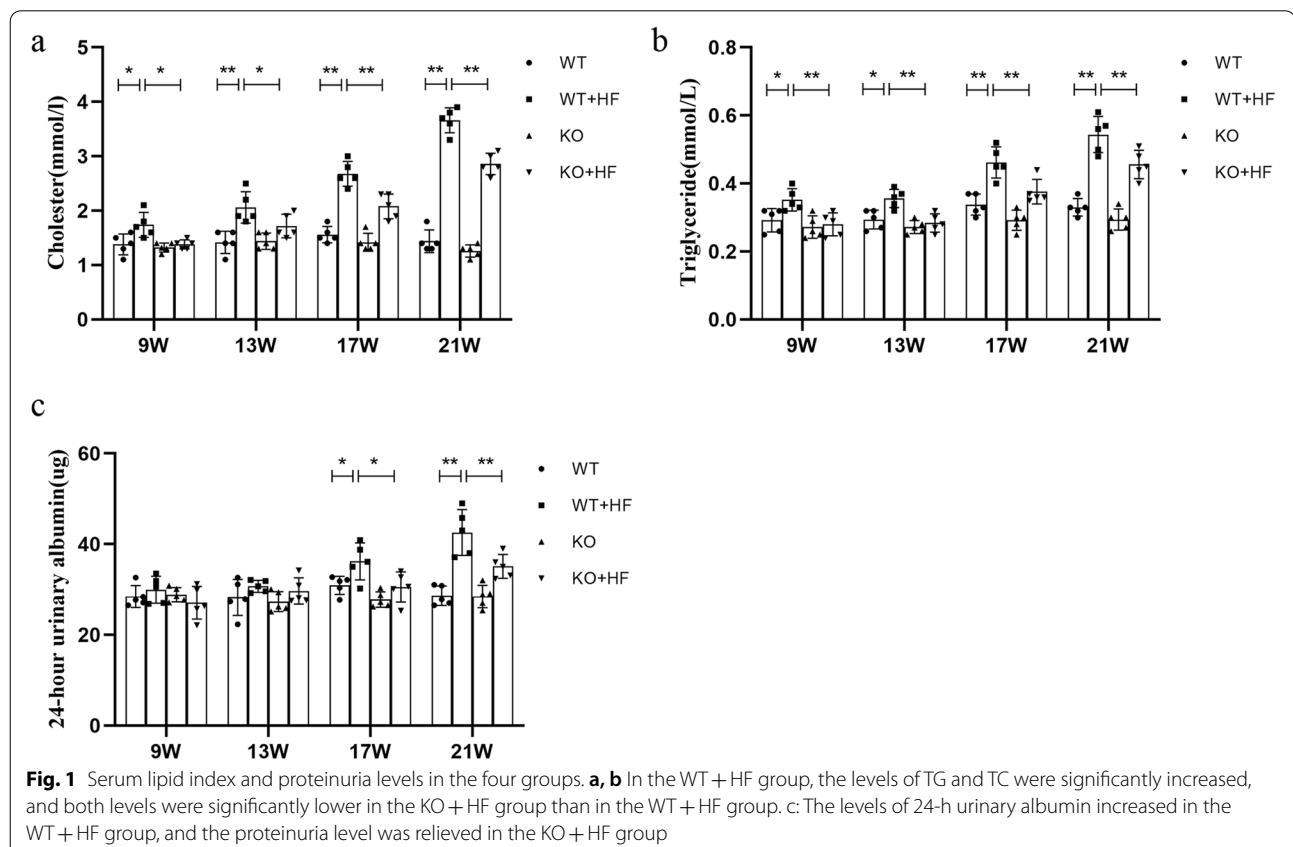 a
Cholester(mmol/l)
5
4
3
2
1
0
* * ** * ** ** ** **
9W 13W 17W 21W
WT
WT+HF
KO
KO+HF
b
Triglyceride(mmol/L)
0.8
0.6
0.4
0.2
0.0
* ** * ** ** ** ** **
9W 13W 17W 21W
WT
WT+HF
KO
KO+HF
c
24-hour urinary albumin(ug)
60
40
20
0
* * ** **
9W 13W 17W 21W
WT
WT+HF
KO
KO+HF
Fig. 1 Serum lipid index and proteinuria levels in the four groups. a, b In the WT + HF group, the levels of TG and TC were significantly increased,
and both levels were significantly lower in the KO + HF group than in the WT + HF group. c: The levels of 24-h urinary albumin increased in the
WT + HF group, and the proteinuria level was relieved in the KO + HF group